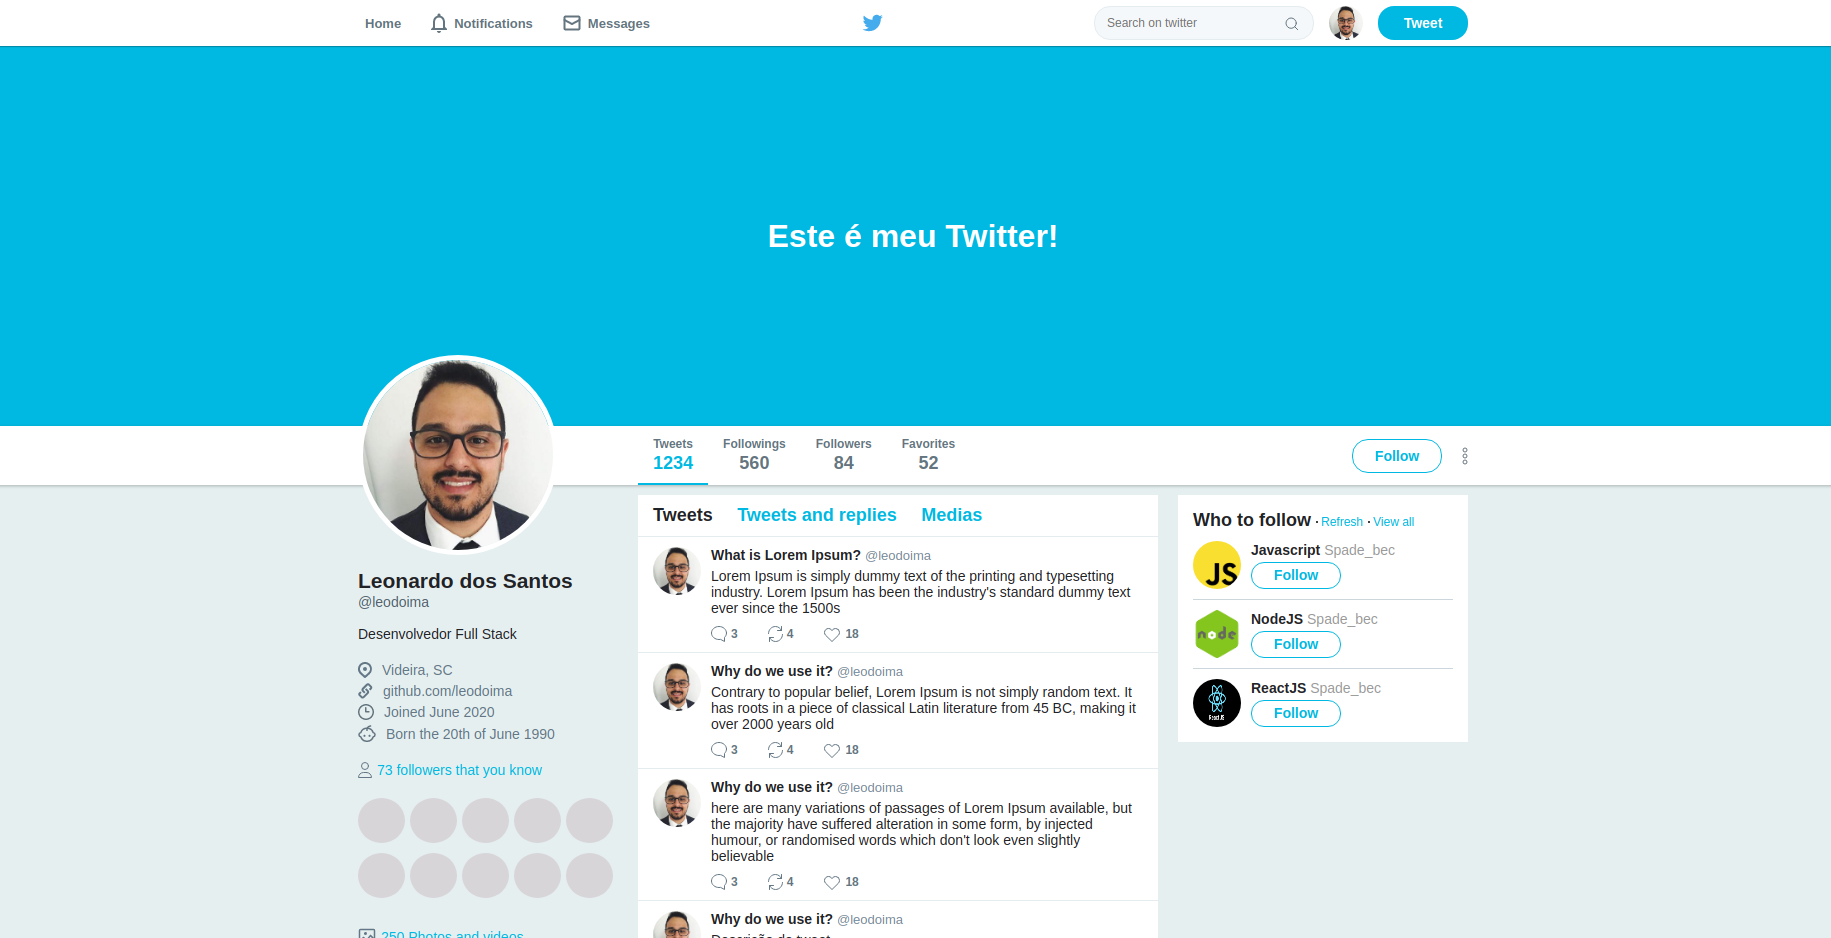 Home
Notifications
Messages
Search on twitter
Tweet
Este é meu Twitter!
Tweets
1234
Followings
560
Followers
84
Favorites
52
Follow
Leonardo dos Santos
@leodoima
Desenvolvedor Full Stack
Videira, SC
github.com/leodoima
Joined June 2020
Born the 20th of June 1990
73 followers that you know
250 Photos and videos
Tweets
Tweets and replies
Medias
What is Lorem Ipsum? @leodoima
Lorem Ipsum is simply dummy text of the printing and typesetting
industry. Lorem Ipsum has been the industry's standard dummy text
ever since the 1500s
3 4 18
Why do we use it? @leodoima
Contrary to popular belief, Lorem Ipsum is not simply random text. It
has roots in a piece of classical Latin literature from 45 BC, making it
over 2000 years old
3 4 18
Why do we use it? @leodoima
here are many variations of passages of Lorem Ipsum available, but
the majority have suffered alteration in some form, by injected
humour, or randomised words which don't look even slightly
believable
3 4 18
Why do we use it? @leodoima
Descrição do tweet
Who to follow · Refresh · View all
JS
Javascript Spade_bec
Follow
node
NodeJS Spade_bec
Follow
React JS
ReactJS Spade_bec
Follow